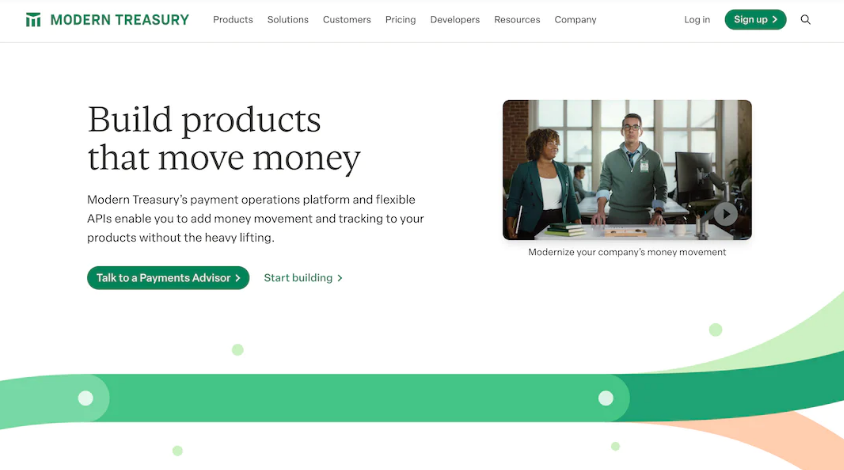 MODERN TREASURY
Products
Solutions
Customers
Pricing
Developers
Resources
Company
Log in
Sign up
Build products
that move money
Modern Treasury's payment operations platform and flexible
APIs enable you to add money movement and tracking to your
products without the heavy lifting.
Talk to a Payments Advisor
Start building
Modernize your company's money movement